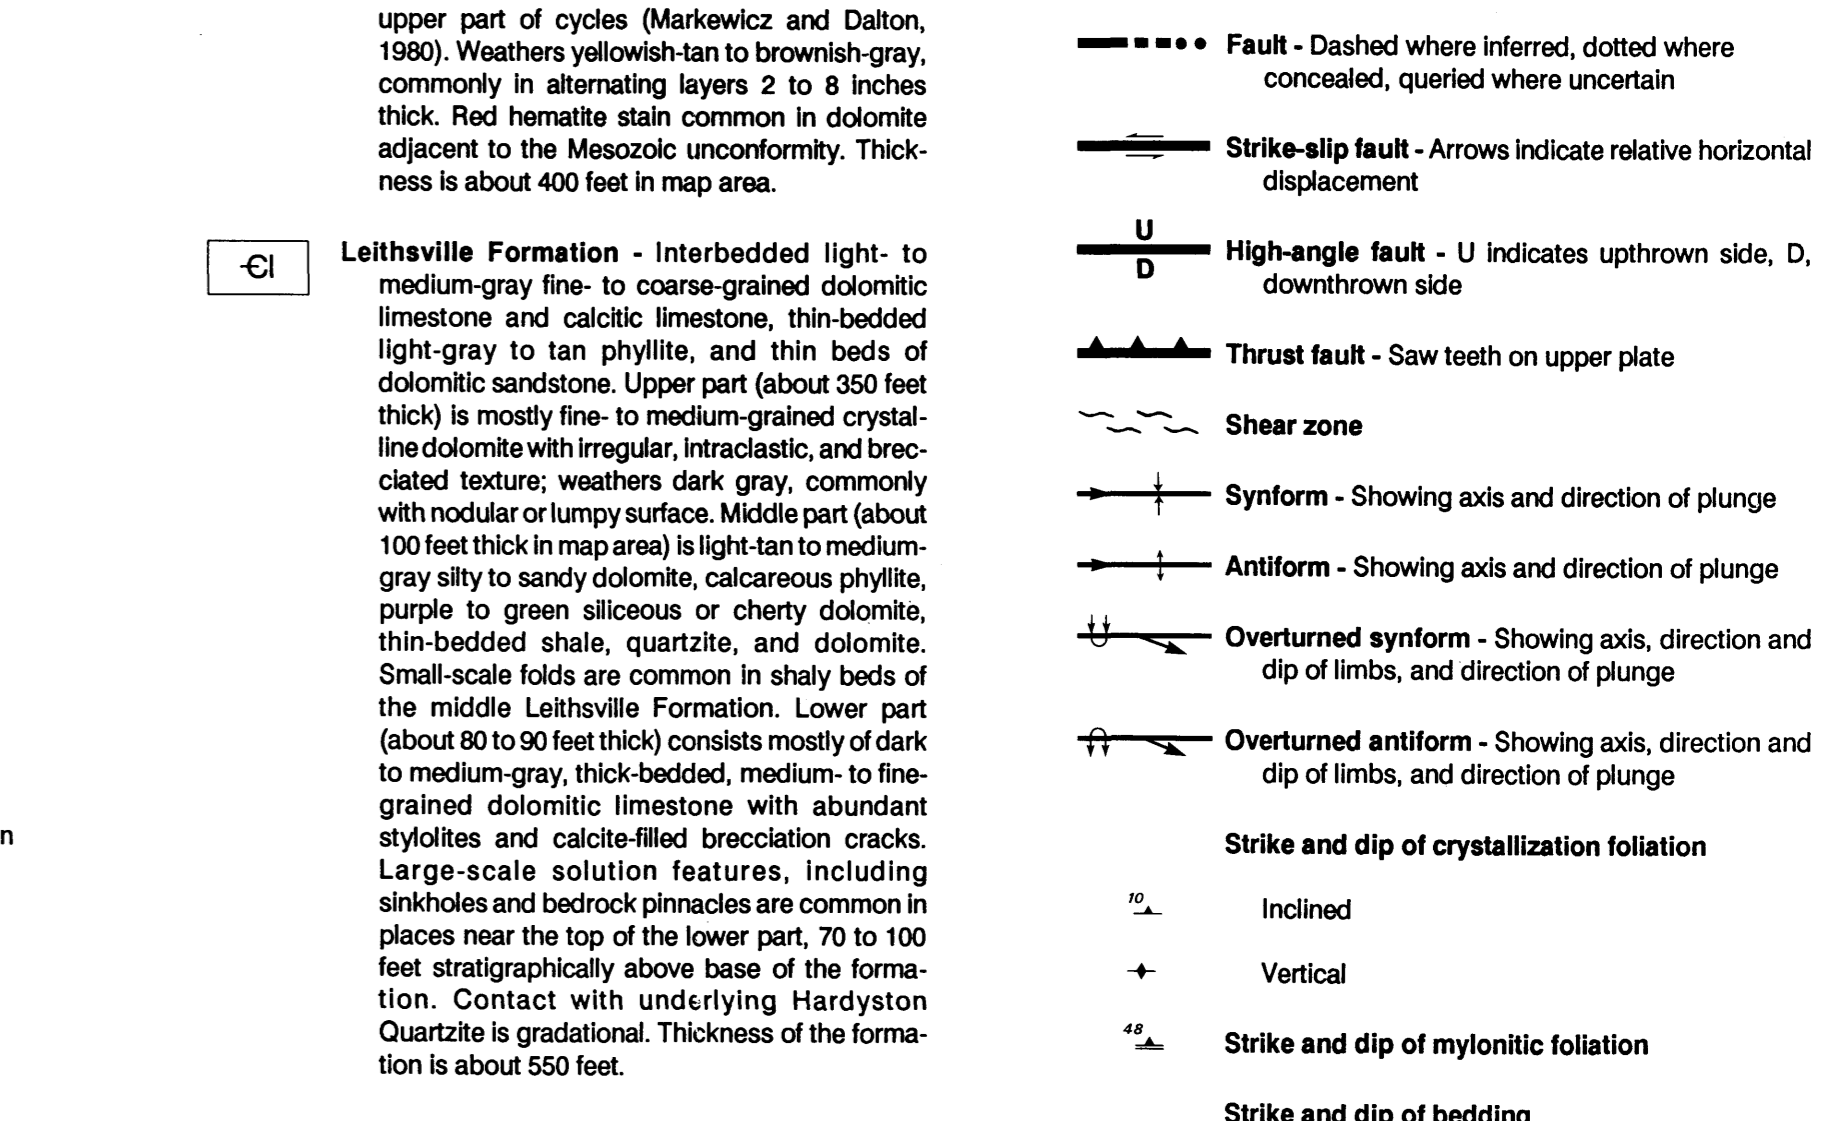 upper part of cycles (Markewicz and Dalton,
1980). Weathers yellowish-tan to brownish-gray,
commonly in alternating layers 2 to 8 inches
thick. Red hematite stain common in dolomite
adjacent to the Mesozoic unconformity. Thick-
ness is about 400 feet in map area.
Ꞓl
Leithsville Formation - Interbedded light- to
medium-gray fine- to coarse-grained dolomitic
limestone and calcitic limestone, thin-bedded
light-gray to tan phyllite, and thin beds of
dolomitic sandstone. Upper part (about 350 feet
thick) is mostly fine- to medium-grained crystal-
line dolomite with irregular, intraclastic, and brec-
ciated texture; weathers dark gray, commonly
with nodular or lumpy surface. Middle part (about
100 feet thick in map area) is light-tan to medium-
gray silty to sandy dolomite, calcareous phyllite,
purple to green siliceous or cherty dolomite,
thin-bedded shale, quartzite, and dolomite.
Small-scale folds are common in shaly beds of
the middle Leithsville Formation. Lower part
(about 80 to 90 feet thick) consists mostly of dark
to medium-gray, thick-bedded, medium- to fine-
grained dolomitic limestone with abundant
stylolites and calcite-filled brecciation cracks.
Large-scale solution features, including
sinkholes and bedrock pinnacles are common in
places near the top of the lower part, 70 to 100
feet stratigraphically above base of the forma-
tion. Contact with underlying Hardyston
Quartzite is gradational. Thickness of the forma-
tion is about 550 feet.
n
Fault - Dashed where inferred, dotted where
concealed, queried where uncertain
Strike-slip fault - Arrows indicate relative horizontal
displacement
U
D
High-angle fault - U indicates upthrown side, D,
downthrown side
Thrust fault - Saw teeth on upper plate
Shear zone
Synform - Showing axis and direction of plunge
Antiform - Showing axis and direction of plunge
Overturned synform - Showing axis, direction and
dip of limbs, and direction of plunge
Overturned antiform - Showing axis, direction and
dip of limbs, and direction of plunge
Strike and dip of crystallization foliation
10
Inclined
Vertical
48
Strike and dip of mylonitic foliation
Strike and dip of bedding